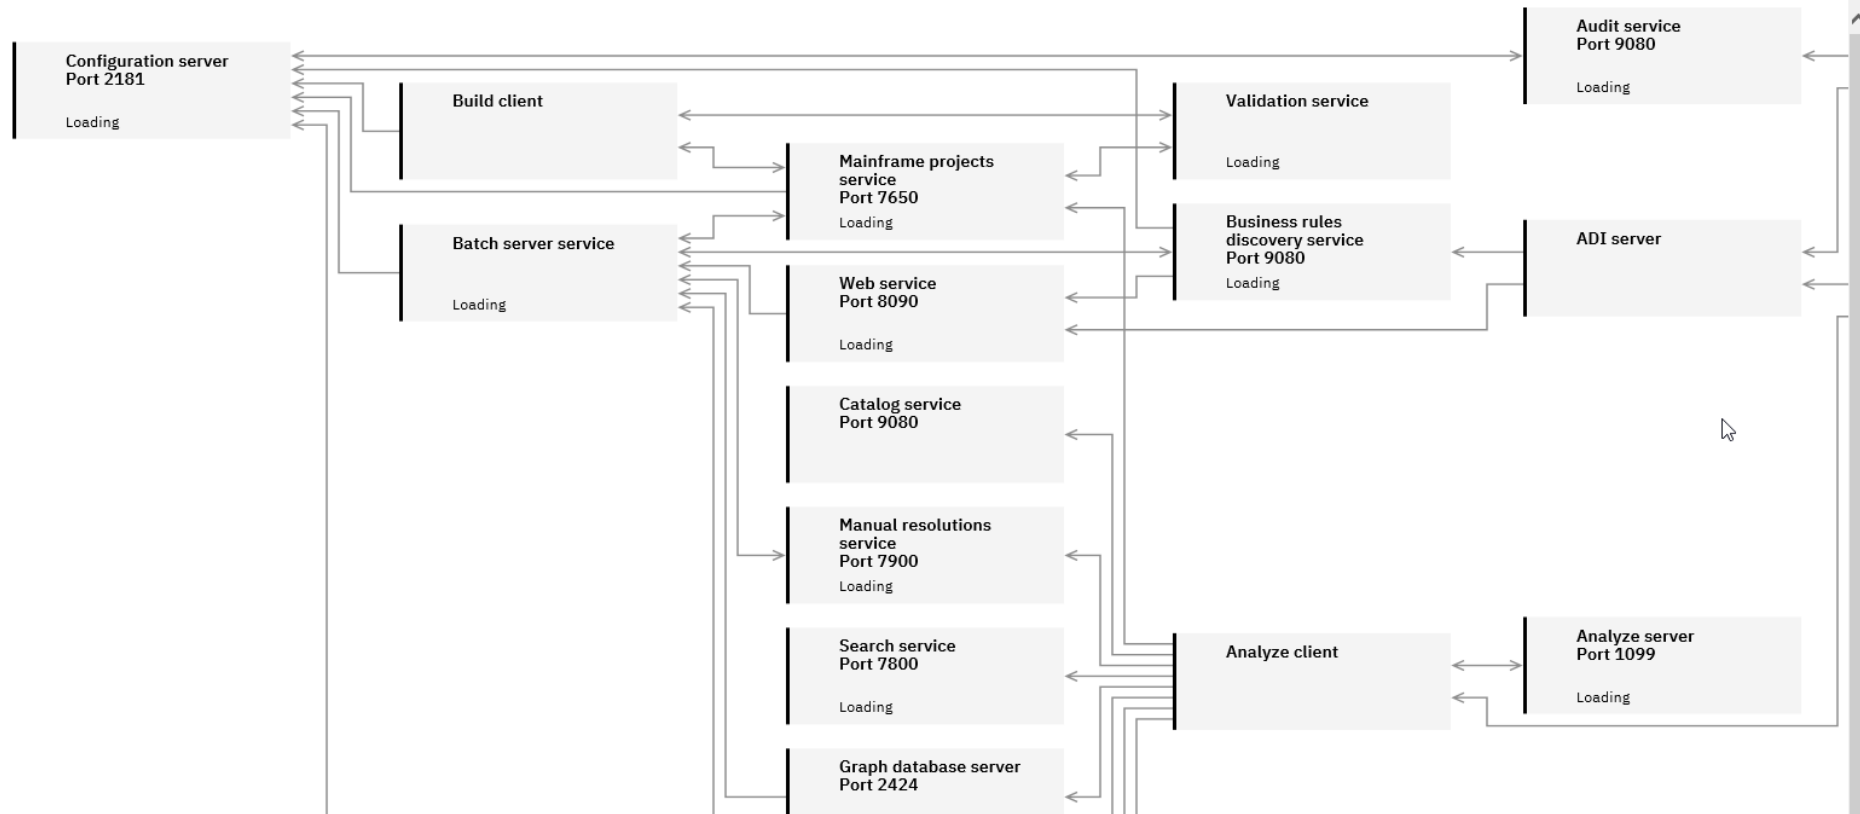 Configuration server
Port 2181
Loading
Build client
Batch server service
Loading
Mainframe projects
service
Port 7650
Loading
Web service
Port 8090
Loading
Catalog service
Port 9080
Manual resolutions
service
Port 7900
Loading
Search service
Port 7800
Loading
Graph database server
Port 2424
Validation service
Loading
Business rules
discovery service
Port 9080
Loading
Analyze client
Audit service
Port 9080
Loading
ADI server
Analyze server
Port 1099
Loading